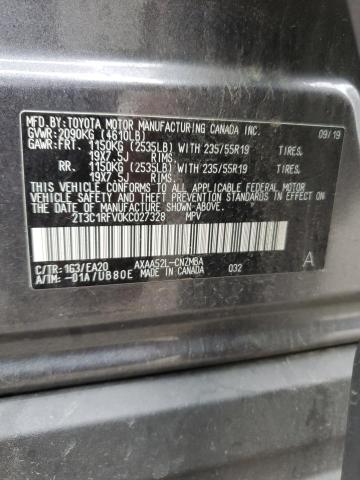 MFD.BY:TOYOTA MOTOR MANUFACTURING CANADA INC. 09/19
GVWR:2090KG (4610LB)
GAWR:FRT. 1150KG (2535LB) WITH 235/55R19 TIRES,
19X7.5J RIMS,
RR. 1150KG (2535LB) WITH 235/55R19 TIRES,
19X7.5J RIMS
THIS VEHICLE CONFORMS TO ALL APPLICABLE FEDERAL MOTOR
VEHICLE SAFETY STANDARDS IN EFFECT ON THE DATE OF
MANUFACTURE SHOWN ABOVE.
2T3C1RFV0KC027328 MPV
C/TR:1G3/EA20 AXAA52L-CNZMBA 032 A
A/TM:-01A/UB80E MADE IN CANADA